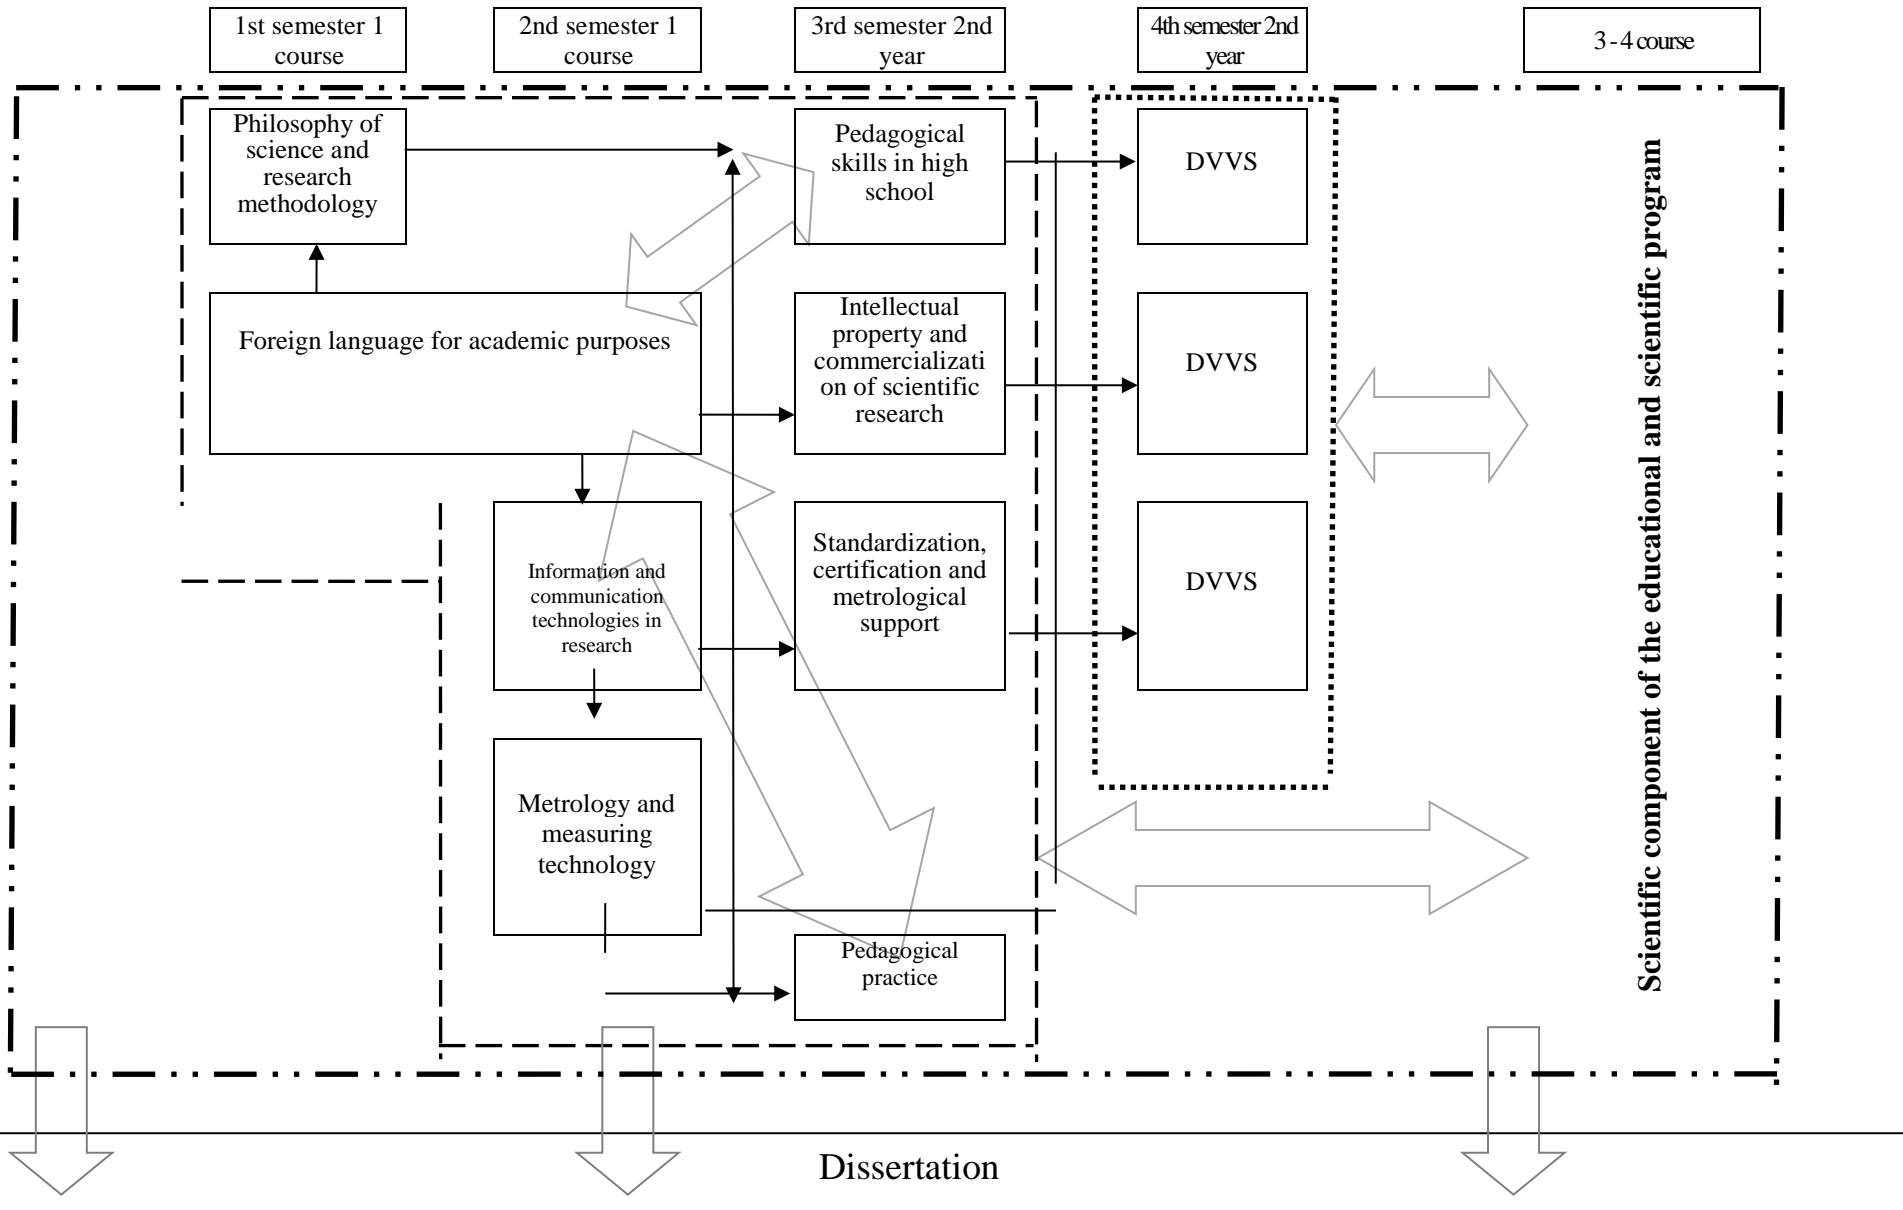 1st semester 1
course
2nd semester 1
course
3rd semester 2nd
year
4th semester 2nd
year
3-4 course
Philosophy of
science and
research
methodology
Pedagogical
skills in high
school
DVVS
Foreign language for academic purposes
Intellectual
property and
commercializati
on of scientific
research
DVVS
Information and
communication
technologies in
research
Standardization,
certification and
metrological
support
DVVS
Metrology and
measuring
technology
Pedagogical
practice
Scientific component of the educational and scientific program
Dissertation